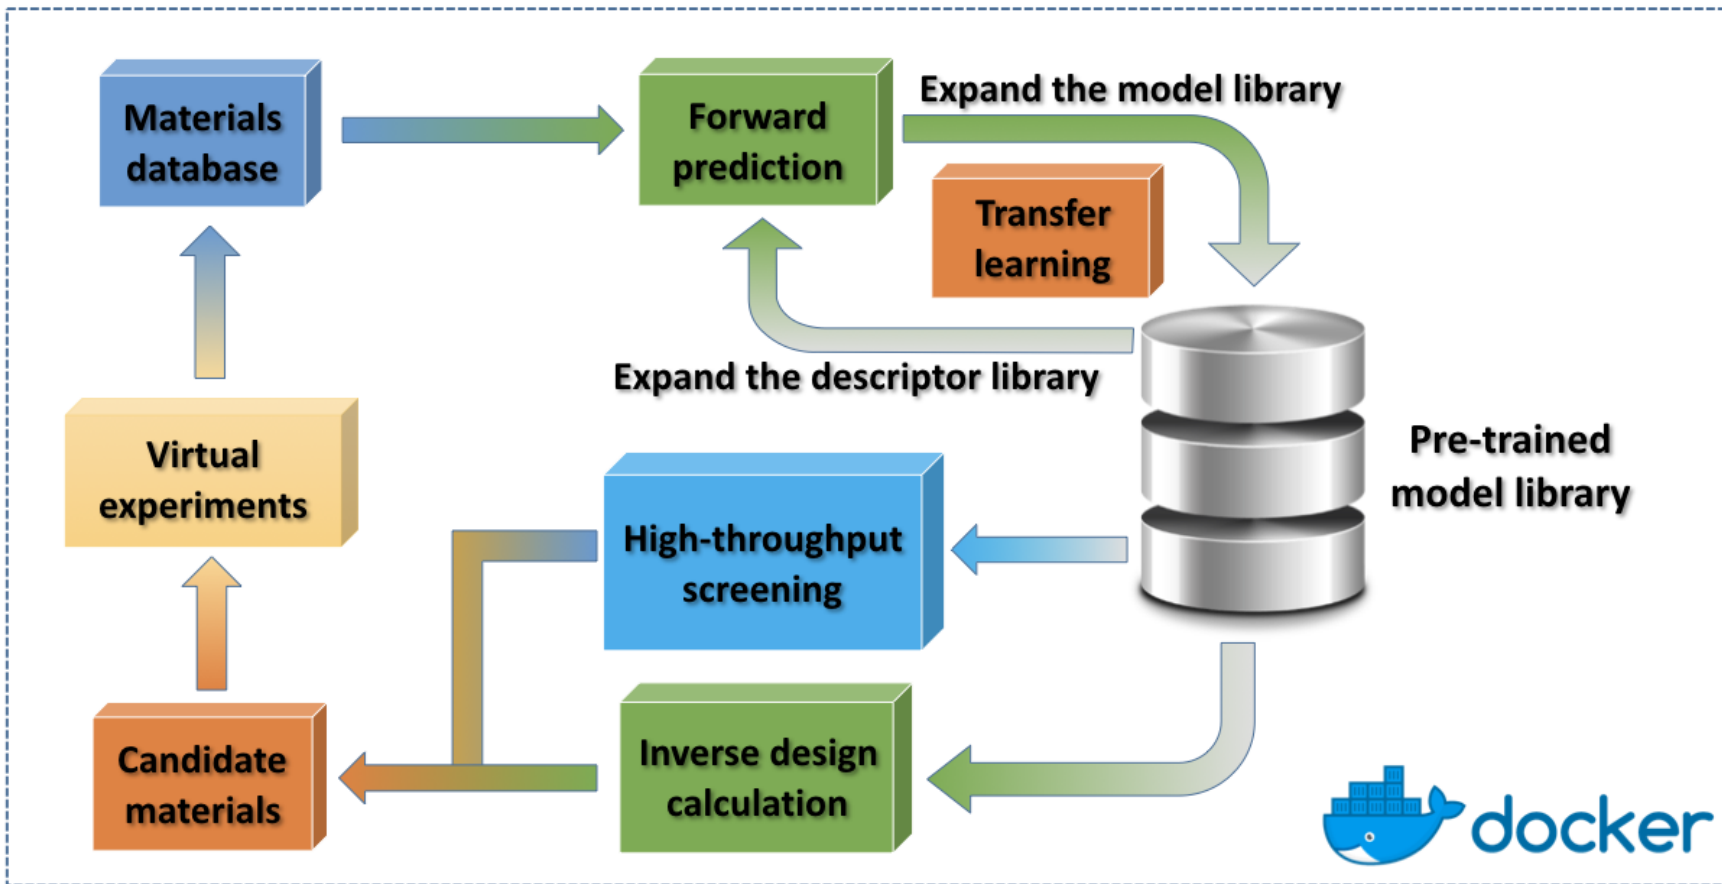 Materials
database
Forward
prediction
Expand the model library
Transfer
learning
Expand the descriptor library
Pre-trained
model library
Virtual
experiments
High-throughput
screening
Candidate
materials
Inverse design
calculation
docker